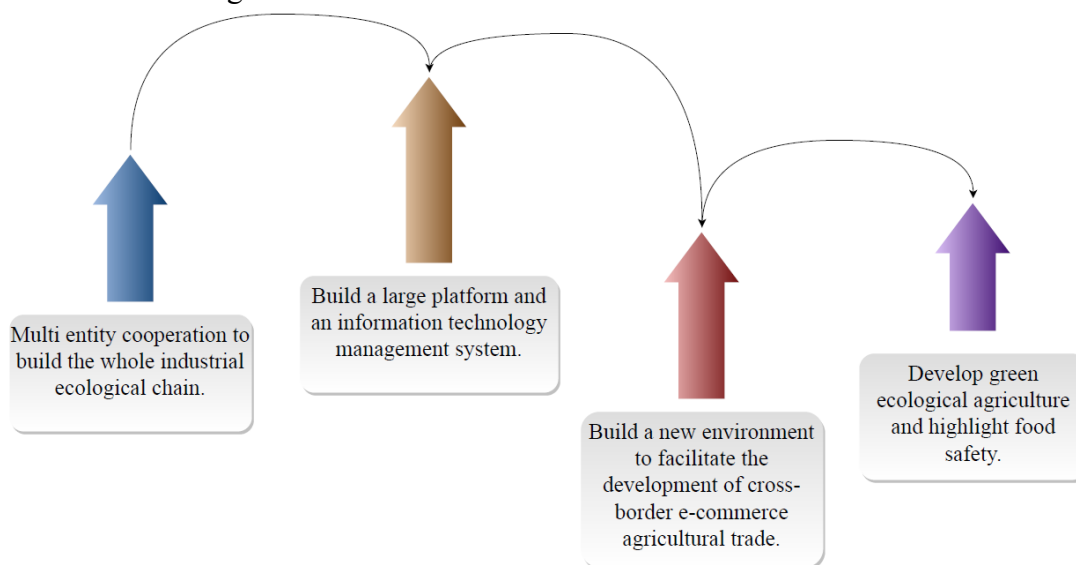 Multi entity cooperation to
build the whole industrial
ecological chain.
Build a large platform and
an information technology
management system.
Build a new environment
to facilitate the
development of cross-
border e-commerce
agricultural trade.
Develop green
ecological agriculture
and highlight food
safety.